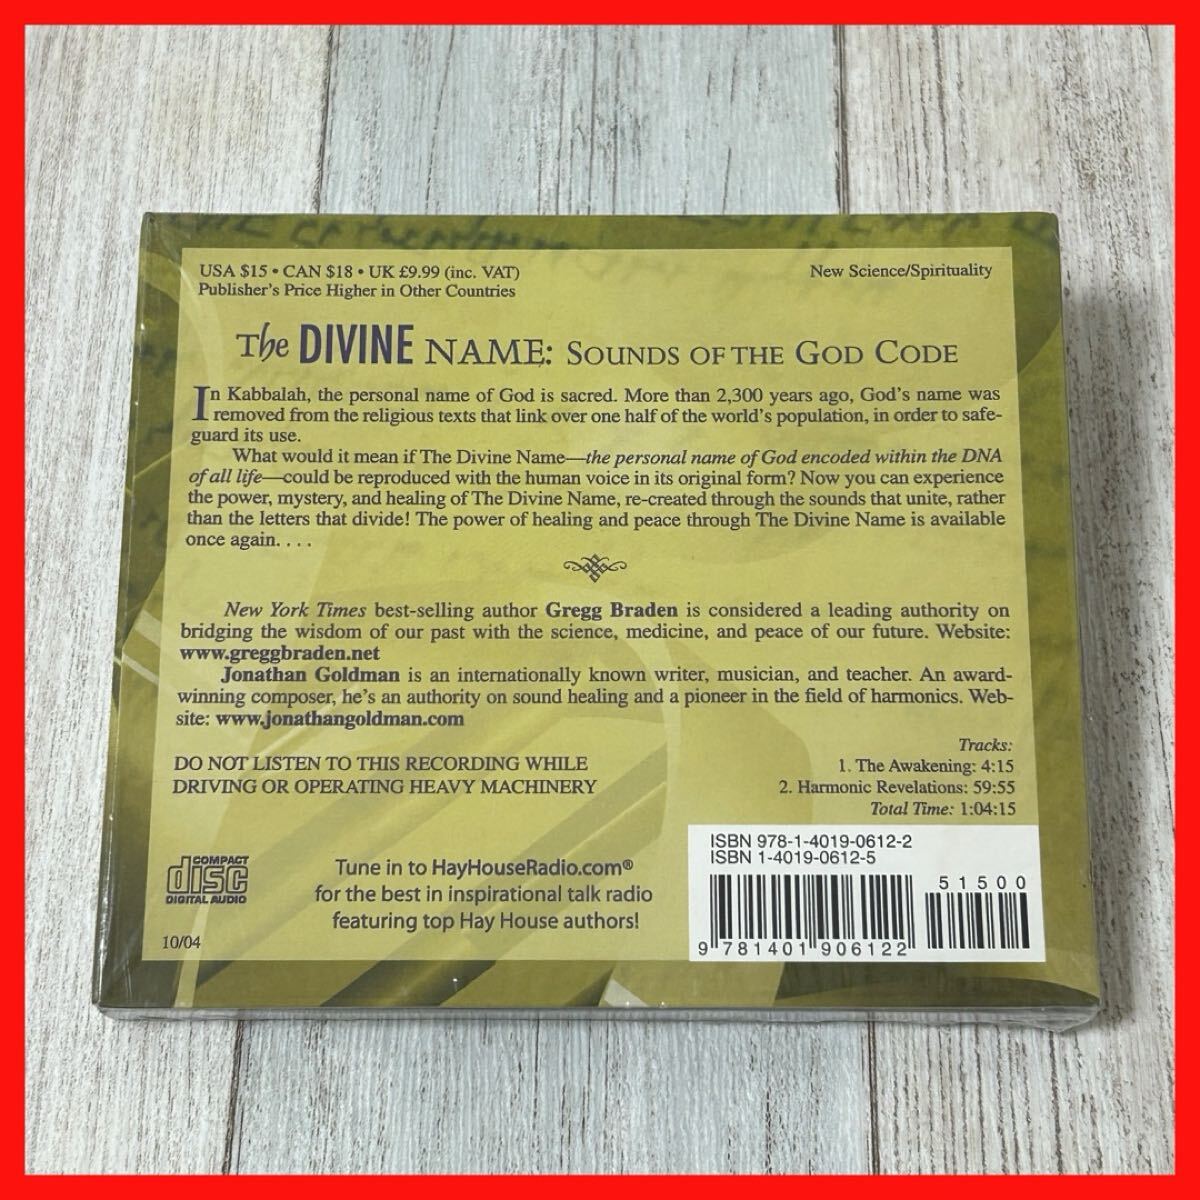 USA $15 • CAN $18 • UK £9.99 (inc. VAT)
Publisher's Price Higher in Other Countries
New Science/Spirituality
The DIVINE NAME: SOUNDS OF THE GOD CODE
In Kabbalah, the personal name of God is sacred. More than 2,300 years ago, God's name was
removed from the religious texts that link over one half of the world's population, in order to safe-
guard its use.
What would it mean if The Divine Name—the personal name of God encoded within the DNA
of all life—could be reproduced with the human voice in its original form? Now you can experience
the power, mystery, and healing of The Divine Name, re-created through the sounds that unite, rather
than the letters that divide! The power of healing and peace through The Divine Name is available
once again. . . .
New York Times best-selling author Gregg Braden is considered a leading authority on
bridging the wisdom of our past with the science, medicine, and peace of our future. Website:
www.greggbraden.net
Jonathan Goldman is an internationally known writer, musician, and teacher. An award-
winning composer, he's an authority on sound healing and a pioneer in the field of harmonics. Web-
site: www.jonathangoldman.com
DO NOT LISTEN TO THIS RECORDING WHILE
DRIVING OR OPERATING HEAVY MACHINERY
Tracks:
1. The Awakening: 4:15
2. Harmonic Revelations: 59:55
Total Time: 1:04:15
COMPACT
disc
DIGITAL AUDIO
10/04
Tune in to HayHouseRadio.com®
for the best in inspirational talk radio
featuring top Hay House authors!
ISBN 978-1-4019-0612-2
ISBN 1-4019-0612-5
51500
9 781401 906122